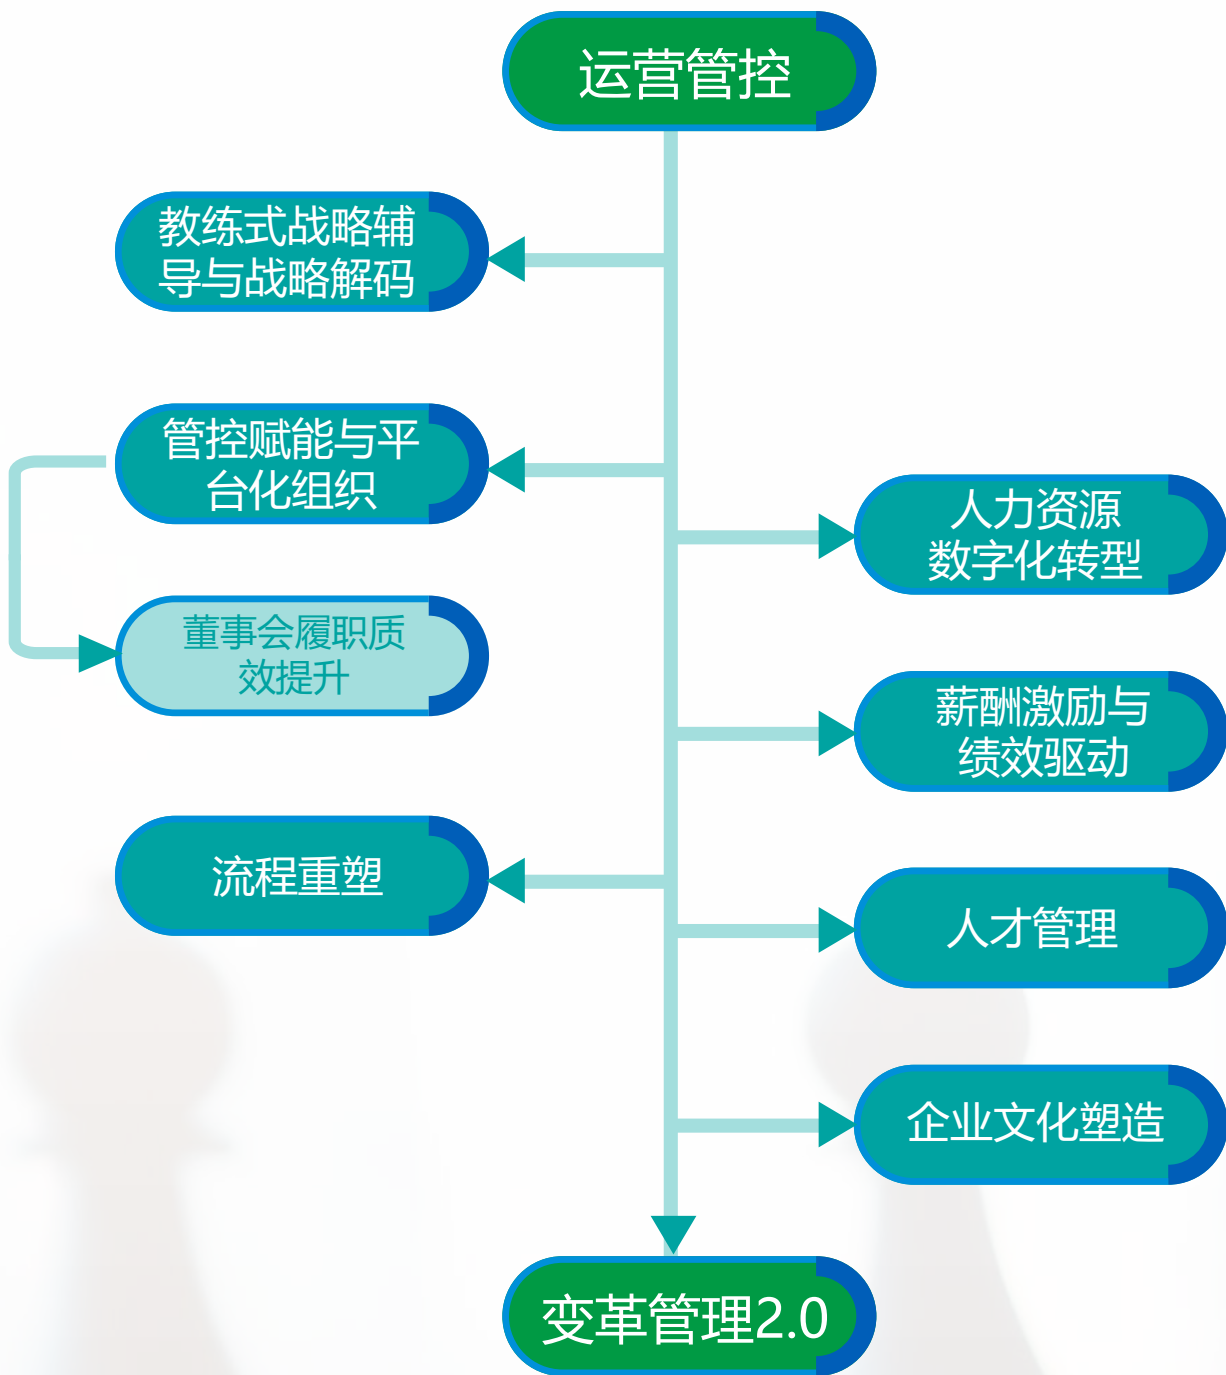 运营管控
教练式战略辅
导与战略解码
管控赋能与平
台化组织
董事会履职质
效提升
流程重塑
人力资源
数字化转型
薪酬激励与
绩效驱动
人才管理
企业文化塑造
变革管理2.0